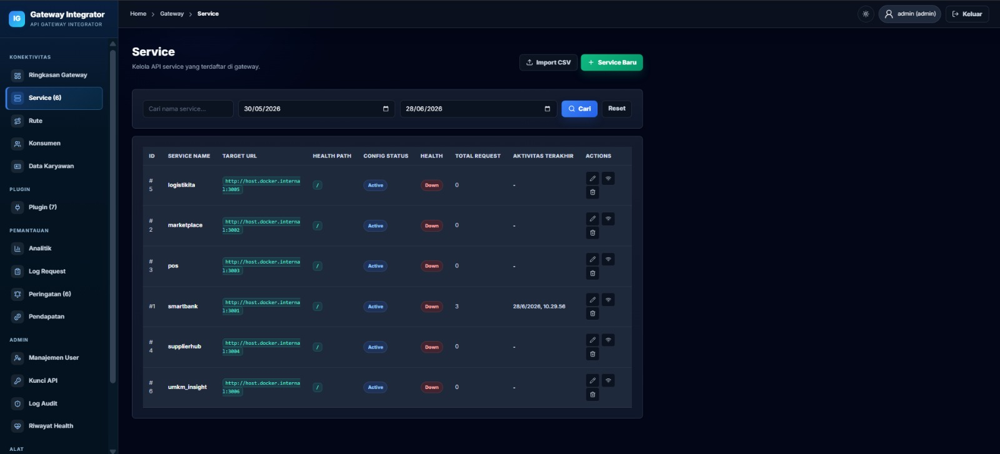 IG
Gateway Integrator
API GATEWAY INTEGRATOR
Home > Gateway > Service
admin (admin)
Keluar
KONEKTIVITAS
Ringkasan Gateway
Service (6)
Rute
Konsumen
Data Karyawan
PLUGIN
Plugin (7)
PEMANTAUAN
Analitik
Log Request
Peringatan (6)
Pendapatan
ADMIN
Manajemen User
Kunci API
Log Audit
Riwayat Health
ALAT
Service
Kelola API service yang terdaftar di gateway.
Import CSV
+ Service Baru
Cari nama service...
30/05/2026
28/06/2026
Cari
Reset
ID SERVICE NAME TARGET URL HEALTH PATH CONFIG STATUS HEALTH TOTAL REQUEST AKTIVITAS TERAKHIR ACTIONS
# http://host.docker.interna
5 logistikita l:3005 / Active Down 0 -
# http://host.docker.interna
2 marketplace l:3002 / Active Down 0 -
# http://host.docker.interna
3 pos l:3003 / Active Down 0 -
http://host.docker.interna
#1 smartbank l:3001 / Active Down 3 28/6/2026, 10.29.56
# http://host.docker.interna
4 supplierhub l:3004 / Active Down 0 -
# http://host.docker.interna
6 umkm_insight l:3006 / Active Down 0 -